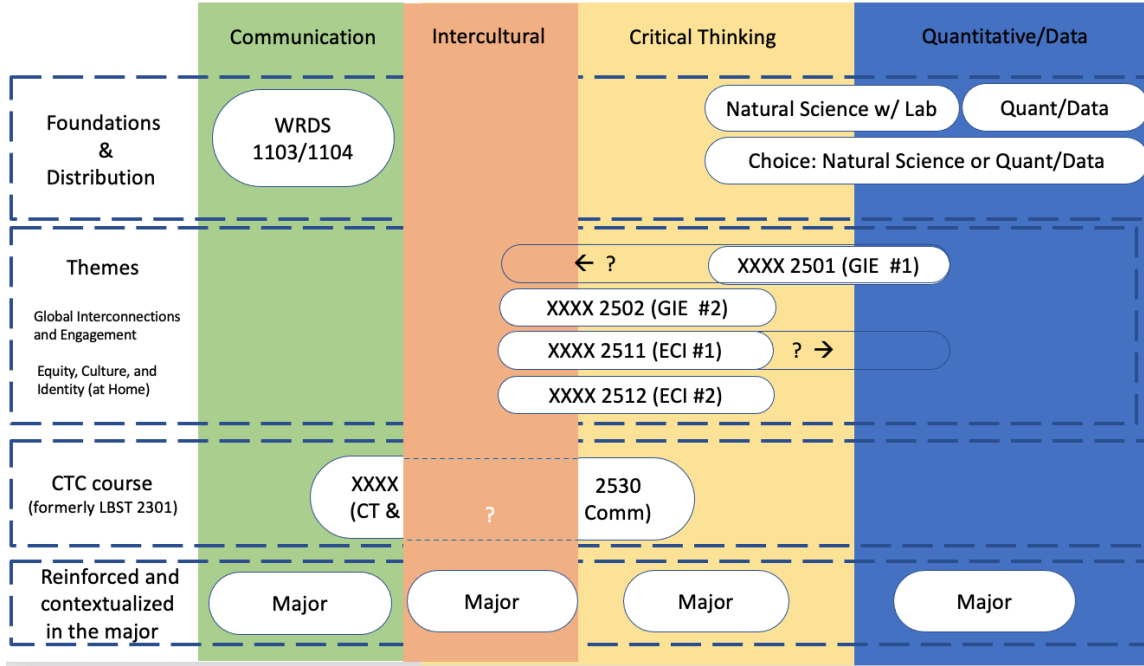 Communication
Intercultural
Critical Thinking
Quantitative/Data
Foundations
&
Distribution
WRDS
1103/1104
Natural Science w/ Lab
Quant/Data
Choice: Natural Science or Quant/Data
Themes
Global Interconnections
and Engagement
Equity, Culture, and
Identity (at Home)
← ?
XXXX 2501 (GIE  #1)
XXXX 2502 (GIE  #2)
XXXX 2511 (ECI #1)
? →
XXXX 2512 (ECI #2)
CTC course
(formerly LBST 2301)
XXXX
(CT &
?
2530
Comm)
Reinforced and
contextualized
in the major
Major
Major
Major
Major